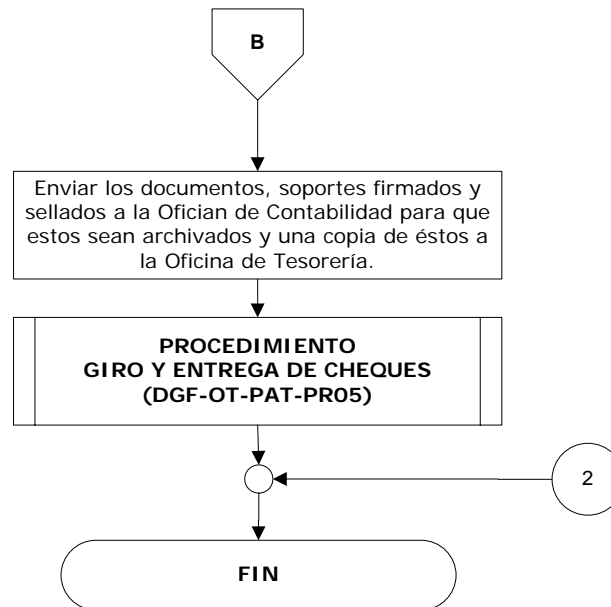 B
Enviar los documentos, soportes firmados y
sellados a la Ofician de Contabilidad para que
estos sean archivados y una copia de éstos a
la Oficina de Tesorería.
PROCEDIMIENTO
GIRO Y ENTREGA DE CHEQUES
(DGF-OT-PAT-PR05)
2
FIN